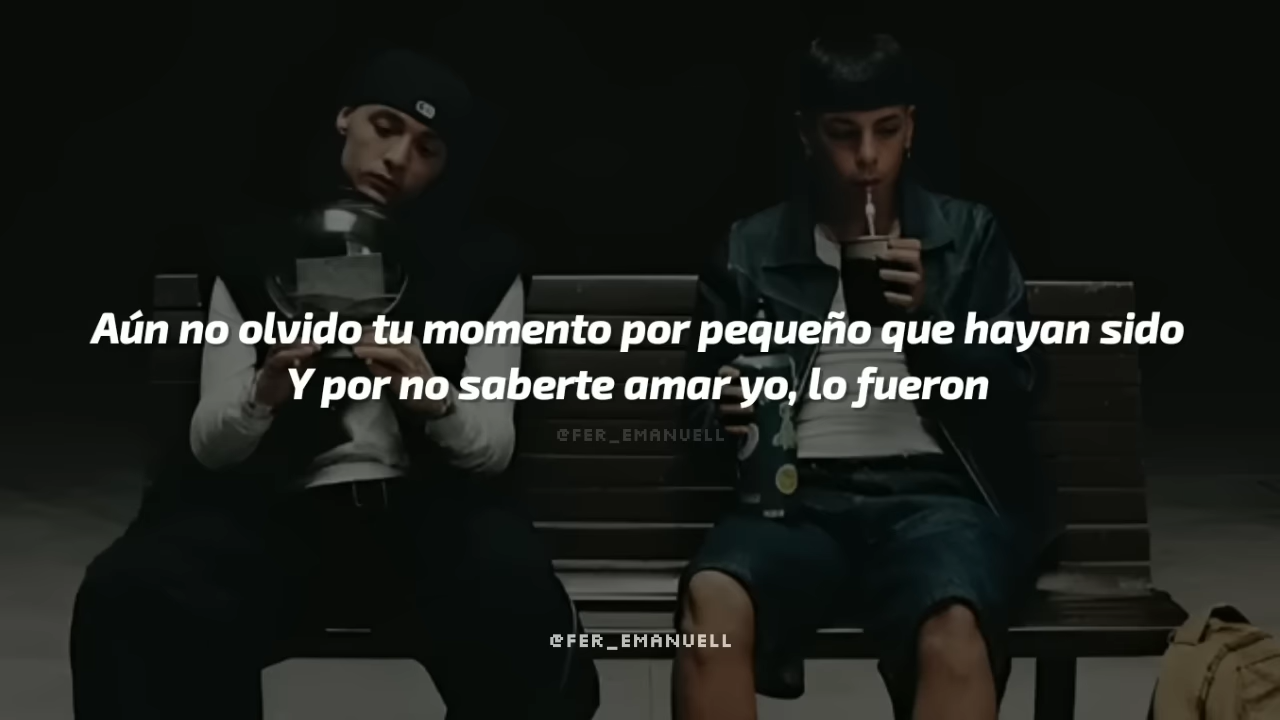 Aún no olvido tu momento por pequeño que hayan sido
Y por no saberte amar yo, lo fueron
@FER_EMANUELL
@FER_EMANUELL